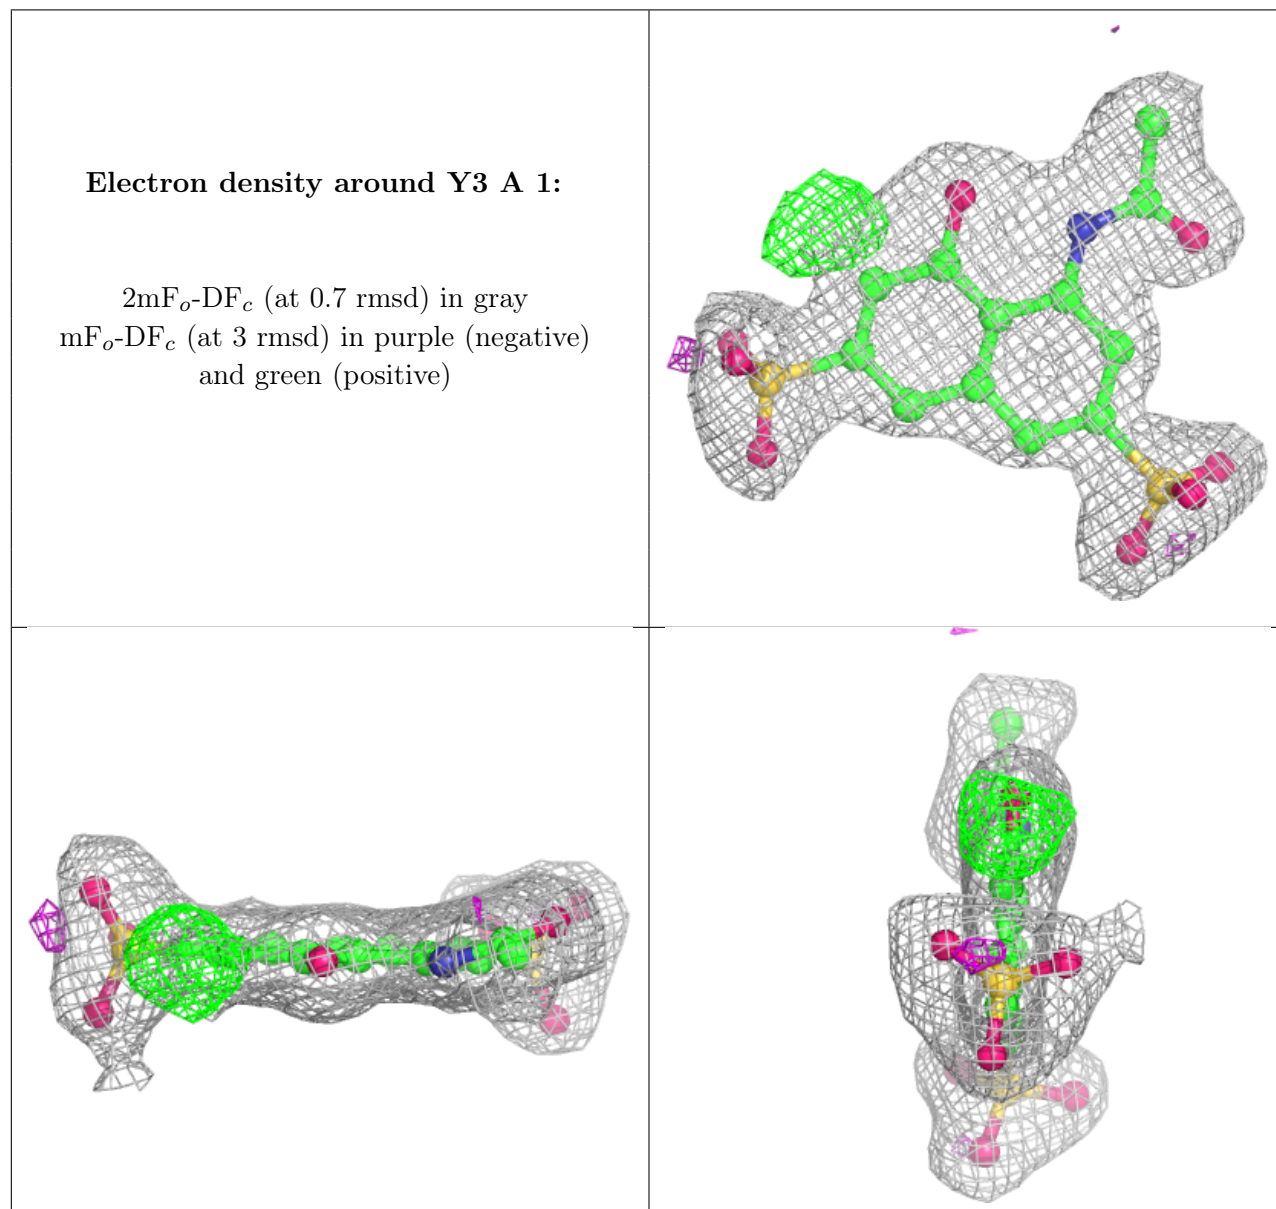 Electron density around Y3 A 1:
2mFo-DFc (at 0.7 rmsd) in gray
mFo-DFc (at 3 rmsd) in purple (negative)
and green (positive)